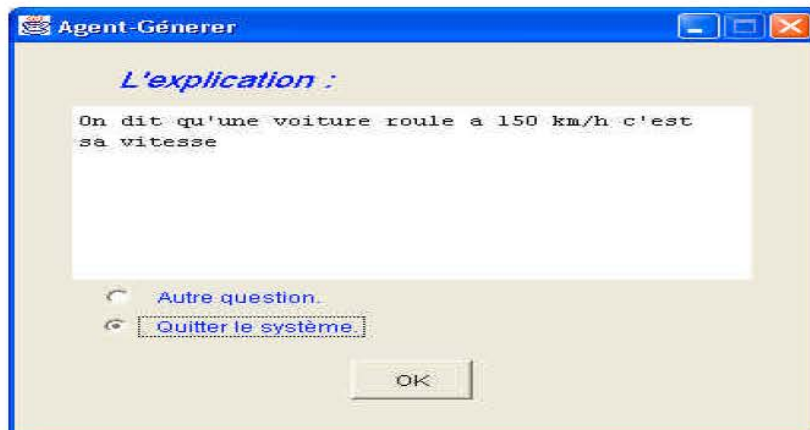 Agent-Génerer
L'explication :
On dit qu'une voiture roule a 150 km/h c'est
sa vitesse
Autre question.
Quitter le système.
OK